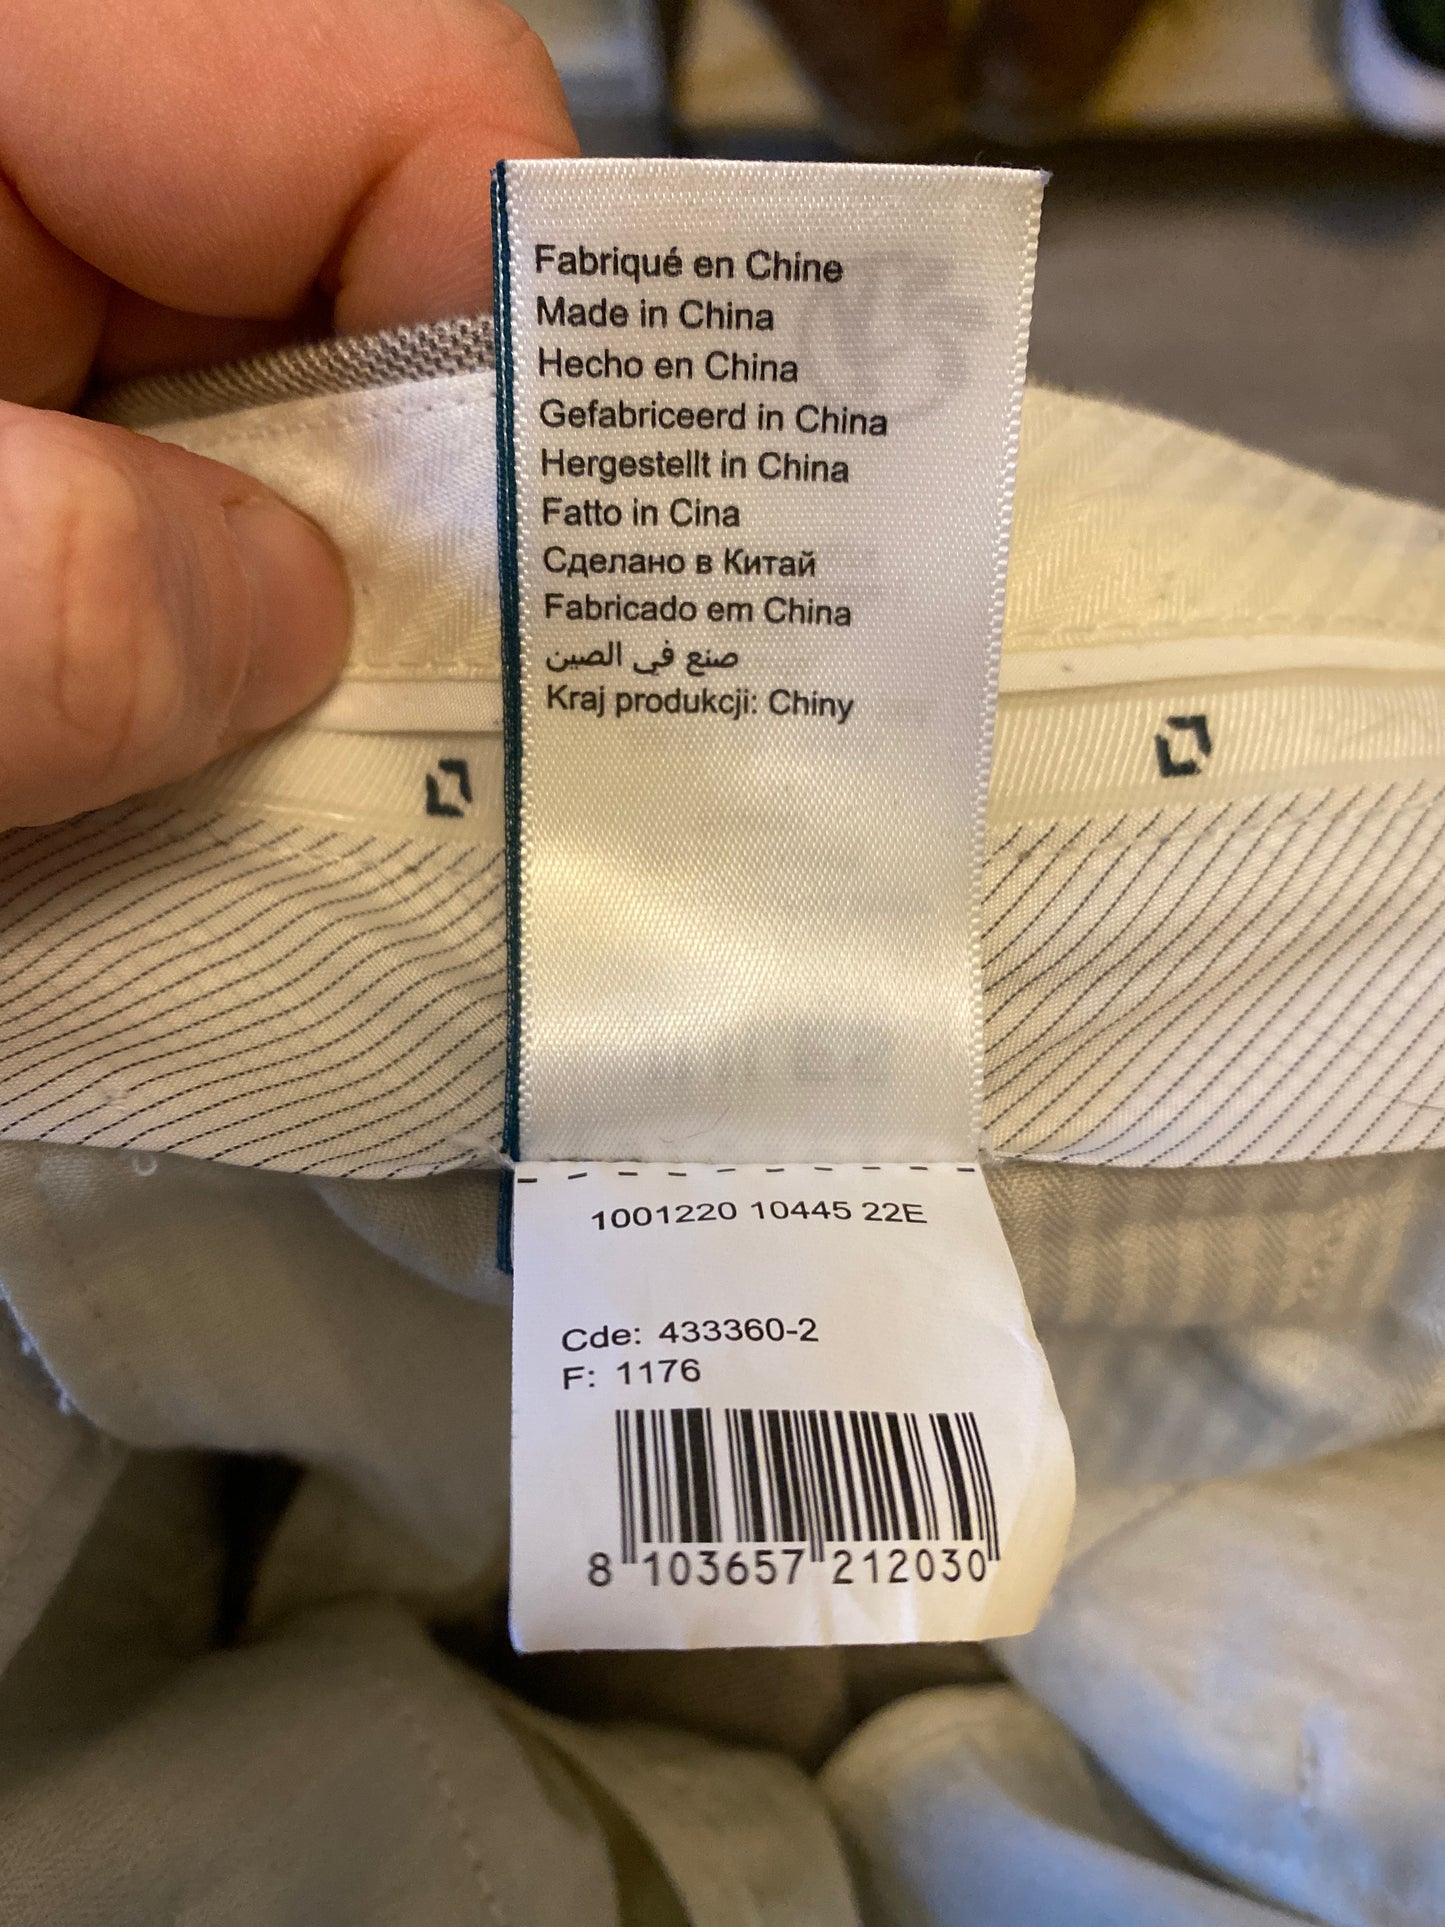 Fabriqué en Chine
Made in China
Hecho en China
Gefabriceerd in China
Hergestellt in China
Fatto in Cina
Сделано в Китай
Fabricado em China
صنع في الصين
Kraj produkcji: Chiny
1001220 10445 22E
Cde: 433360-2
F: 1176
8 103657 212030